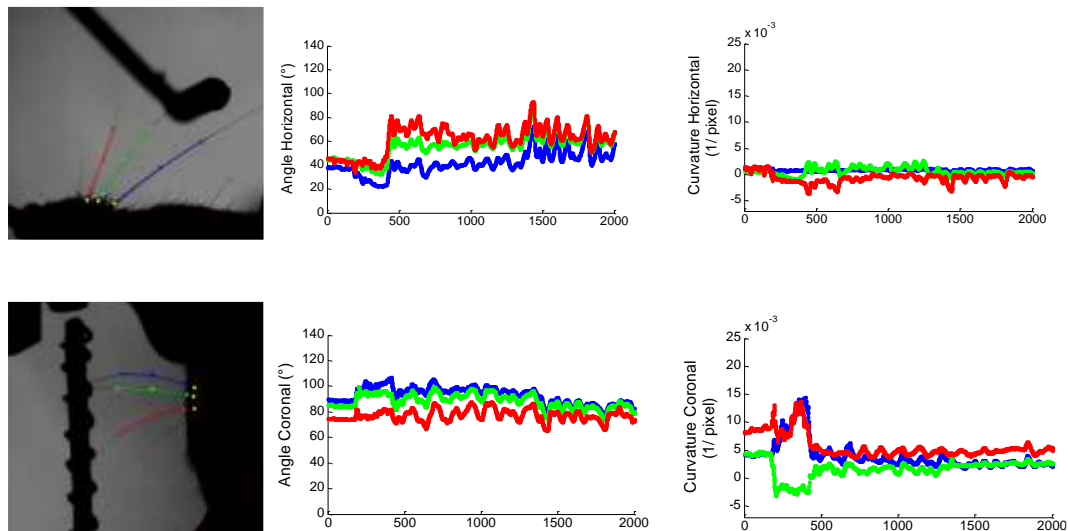 140
120
100
80
60
40
20
0
0 500 1000 1500 2000
Angle Horizontal (°)
x 10⁻³
25
20
15
10
5
0
-5
0 500 1000 1500 2000
Curvature Horizontal
(1/ pixel)
140
120
100
80
60
40
20
0
0 500 1000 1500 2000
Angle Coronal (°)
x 10⁻³
25
20
15
10
5
0
-5
0 500 1000 1500 2000
Curvature Coronal
(1/ pixel)